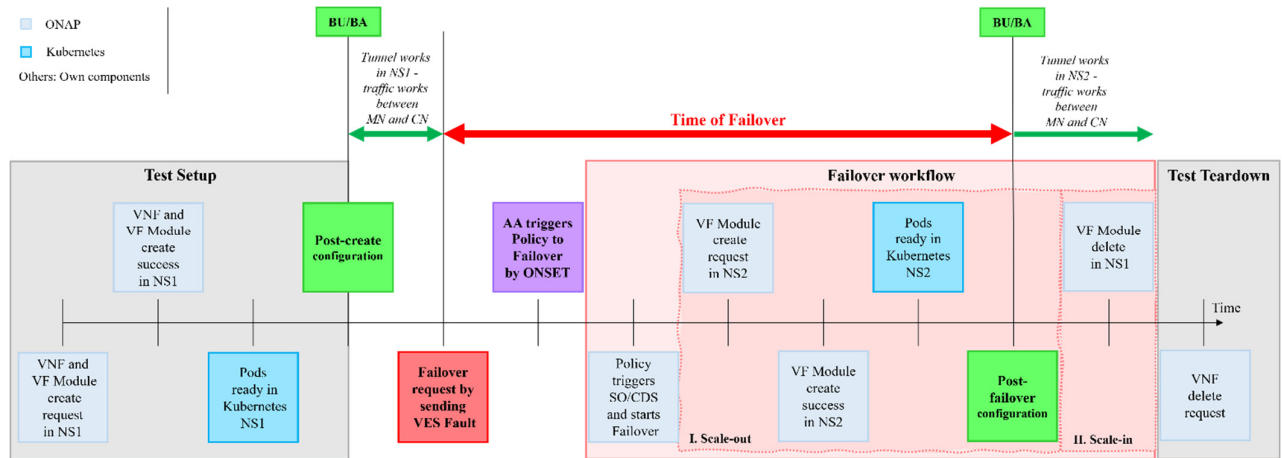 ONAP
Kubernetes
Others: Own components
BU/BA
Tunnel works
in NS1 -
traffic works
between
MN and CN
Time of Failover
BU/BA
Tunnel works
in NS2 -
traffic works
between
MN and CN
Test Setup
VNF and
VF Module
create
success
in NS1
Post-create
configuration
AA triggers
Policy to
Failover
by ONSET
Failover workflow
VF Module
create
request
in NS2
Pods
ready in
Kubernetes
NS2
VF Module
delete
in NS1
Test Teardown
Time
VNF and
VF Module
create
request in NS1
Pods
ready in
Kubernetes
NS1
Failover
request by
sending
VES Fault
Policy
triggers
SO/CDS
and starts
Failover
I. Scale-out
VF Module
create
success in
NS2
Post-
failover
configuration
II. Scale-in
VNF
delete
request